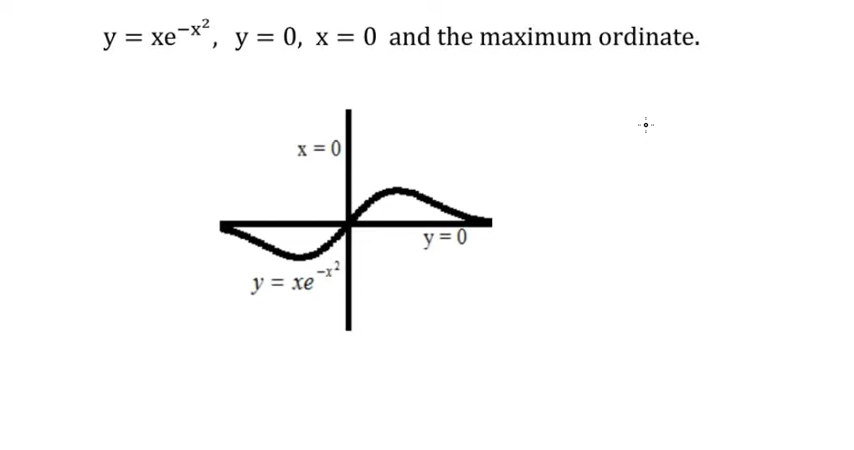 y = xe^{−x²}, y = 0, x = 0 and the maximum ordinate.
x = 0
y = 0
y = xe^{−x²}